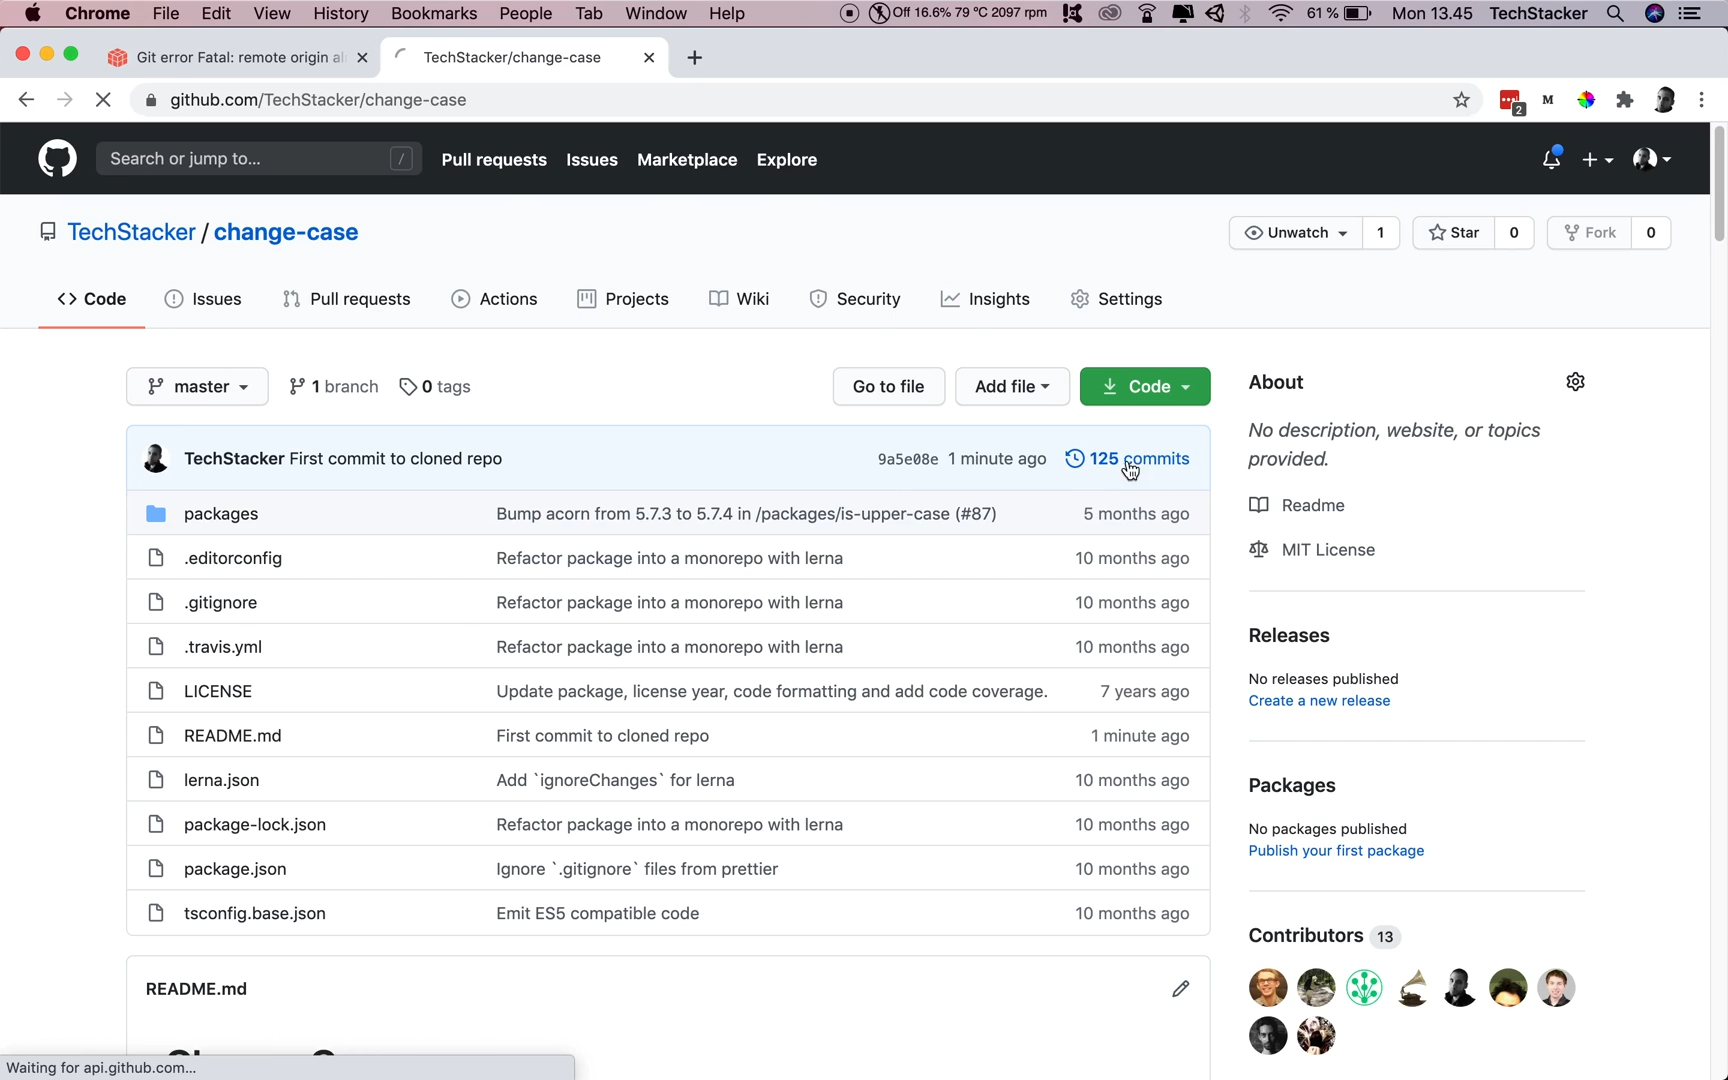 Chrome File Edit View History Bookmarks People Tab Window Help Off 16.6% 79 °C 2097 rpm 61 % Mon 13.45 TechStacker
Git error Fatal: remote origin al TechStacker/change-case
github.com/TechStacker/change-case 2 M
Search or jump to... / Pull requests Issues Marketplace Explore
TechStacker / change-case Unwatch 1 Star 0 Fork 0
Code Issues Pull requests Actions Projects Wiki Security Insights Settings
master 1 branch 0 tags Go to file Add file Code
About
No description, website, or topics
provided.
TechStacker First commit to cloned repo 9a5e08e 1 minute ago 125 commits
packages Bump acorn from 5.7.3 to 5.7.4 in /packages/is-upper-case (#87) 5 months ago
.editorconfig Refactor package into a monorepo with lerna 10 months ago
.gitignore Refactor package into a monorepo with lerna 10 months ago
.travis.yml Refactor package into a monorepo with lerna 10 months ago
LICENSE Update package, license year, code formatting and add code coverage. 7 years ago
README.md First commit to cloned repo 1 minute ago
lerna.json Add `ignoreChanges` for lerna 10 months ago
package-lock.json Refactor package into a monorepo with lerna 10 months ago
package.json Ignore `.gitignore` files from prettier 10 months ago
tsconfig.base.json Emit ES5 compatible code 10 months ago
README.md
Readme
MIT License
Releases
No releases published
Create a new release
Packages
No packages published
Publish your first package
Contributors 13
Waiting for api.github.com...